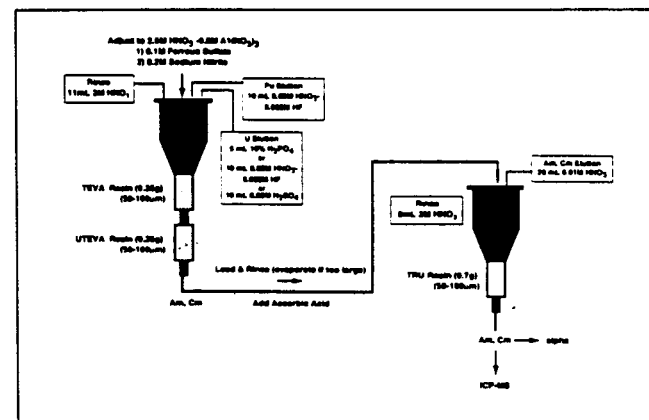 Adjust to 2.5M HNO3 -0.5M Al(NO3)3
1) 0.1M Ferrous Sulfate
2) 0.2M Sodium Nitrite
Rinse
11mL 3M HNO3
Pu Elution
10 mL 0.02M HNO3-
0.005M HF
U Elution
5 mL 10% H3PO4
or
10 mL 0.02M HNO3-
0.005M HF
or
10 mL 0.05M H2SO4
TEVA Resin (0.35g)
(50-100µm)
UTEVA Resin (0.35g)
(50-100µm)
Load & Rinse (evaporate if too large)
Am, Cm
Add Ascorbic Acid
Am, Cm Elution
20 mL 0.01M HNO3
Rinse
5mL 2M HNO3
TRU Resin (0.7g)
(50-100µm)
Am, Cm
alpha
ICP-MS